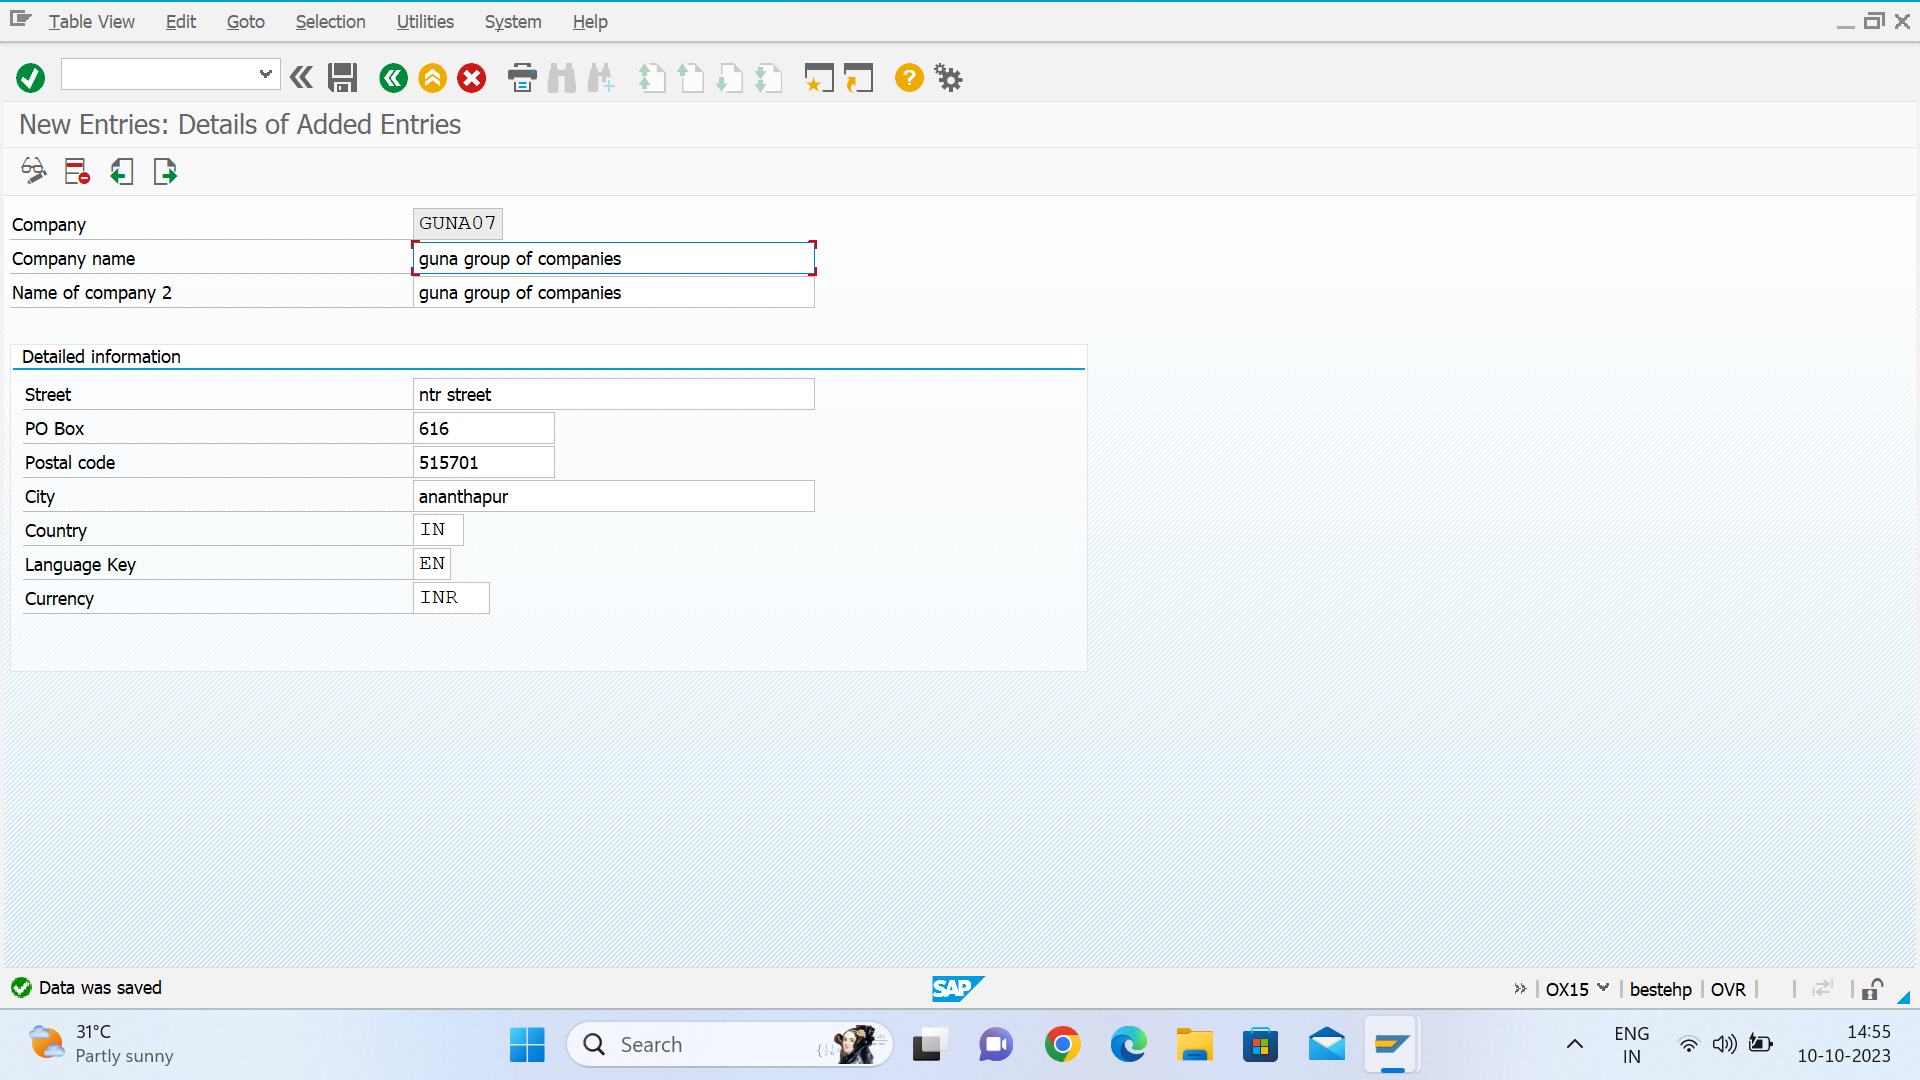 Table View Edit Goto Selection Utilities System Help
New Entries: Details of Added Entries
Company GUNA07
Company name guna group of companies
Name of company 2 guna group of companies
Detailed information
Street ntr street
PO Box 616
Postal code 515701
City ananthapur
Country IN
Language Key EN
Currency INR
Data was saved SAP OX15 bestehp OVR
31°C
Partly sunny
Search
ENG
IN
14:55
10-10-2023